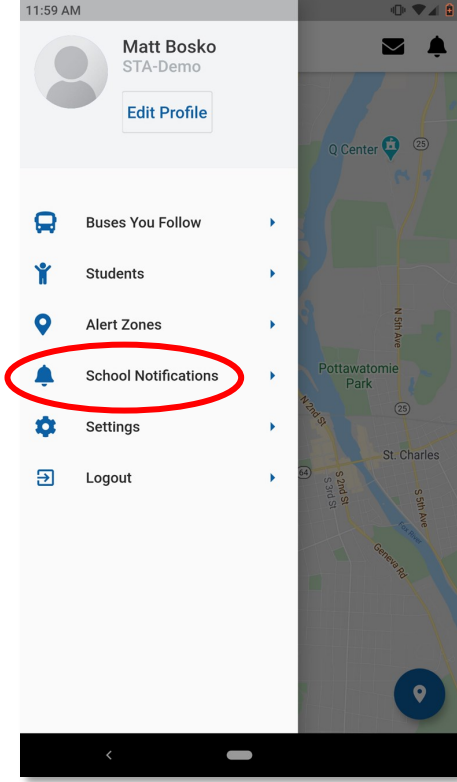 11:59 AM
Matt Bosko
STA-Demo
Edit Profile
Buses You Follow
Students
Alert Zones
School Notifications
Settings
Logout
Q Center
25
N 5th Ave
Pottawatomie
Park
N 2nd St
25
St. Charles
64
S 2nd St
S 3rd St
S 5th Ave
Fox River
Geneva Rd